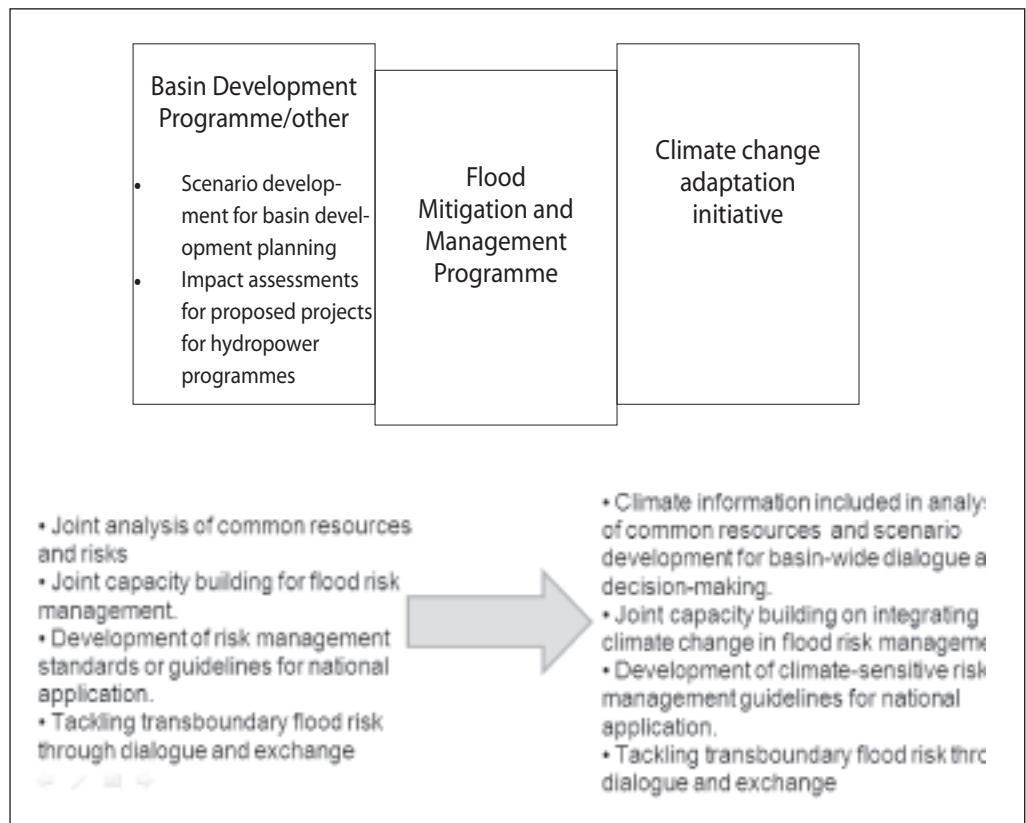 Basin Development
Programme/other
• Scenario develop-
ment for basin devel-
opment planning
• Impact assessments
for proposed projects
for hydropower
programmes
Flood
Mitigation and
Management
Programme
Climate change
adaptation
initiative
• Joint analysis of common resources
and risks
• Joint capacity building for flood risk
management.
• Development of risk management
standards or guidelines for national
application.
• Tackling transboundary flood risk
through dialogue and exchange
• Climate information included in analy
of common resources and scenario
development for basin-wide dialogue a
decision-making.
• Joint capacity building on integrating
climate change in flood risk manageme
• Development of climate-sensitive risk
management guidelines for national
application.
• Tackling transboundary flood risk thro
dialogue and exchange